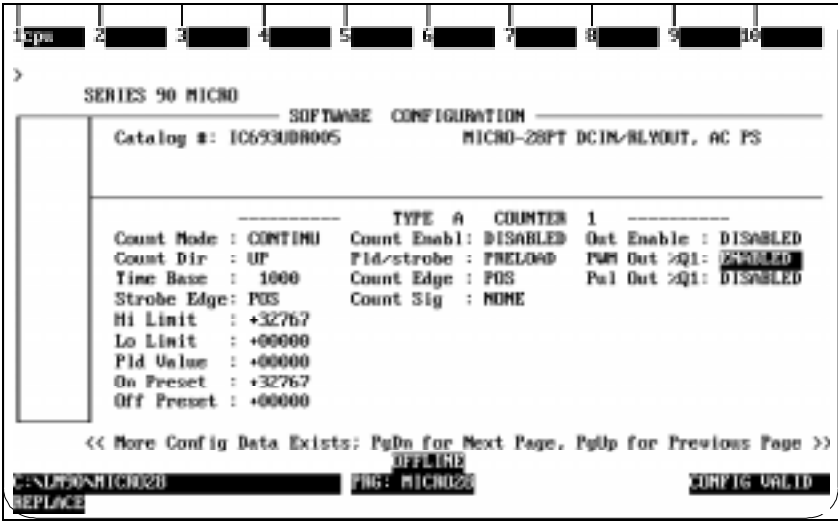 1cpu 2 3 4 5 6 7 8 9 10
>
SERIES 90 MICRO
SOFTWARE CONFIGURATION
Catalog #: IC693UDR005 MICRO-28PT DCIN/RLYOUT, AC PS
---------- TYPE A COUNTER 1 ----------
Count Mode : CONTINU Count Enabl: DISABLED Out Enable : DISABLED
Count Dir : UP Pld/strobe : PRELOAD PWM Out %Q1: ENABLED
Time Base : 1000 Count Edge : POS Pul Out %Q1: DISABLED
Strobe Edge: POS Count Sig : NONE
Hi Limit : +32767
Lo Limit : +00000
Pld Value : +00000
On Preset : +32767
Off Preset : +00000
<< More Config Data Exists; PgDn for Next Page, PgUp for Previous Page >>
OFFLINE
C:\LM90\MICRO28 PRG: MICRO28 CONFIG VALID
REPLACE